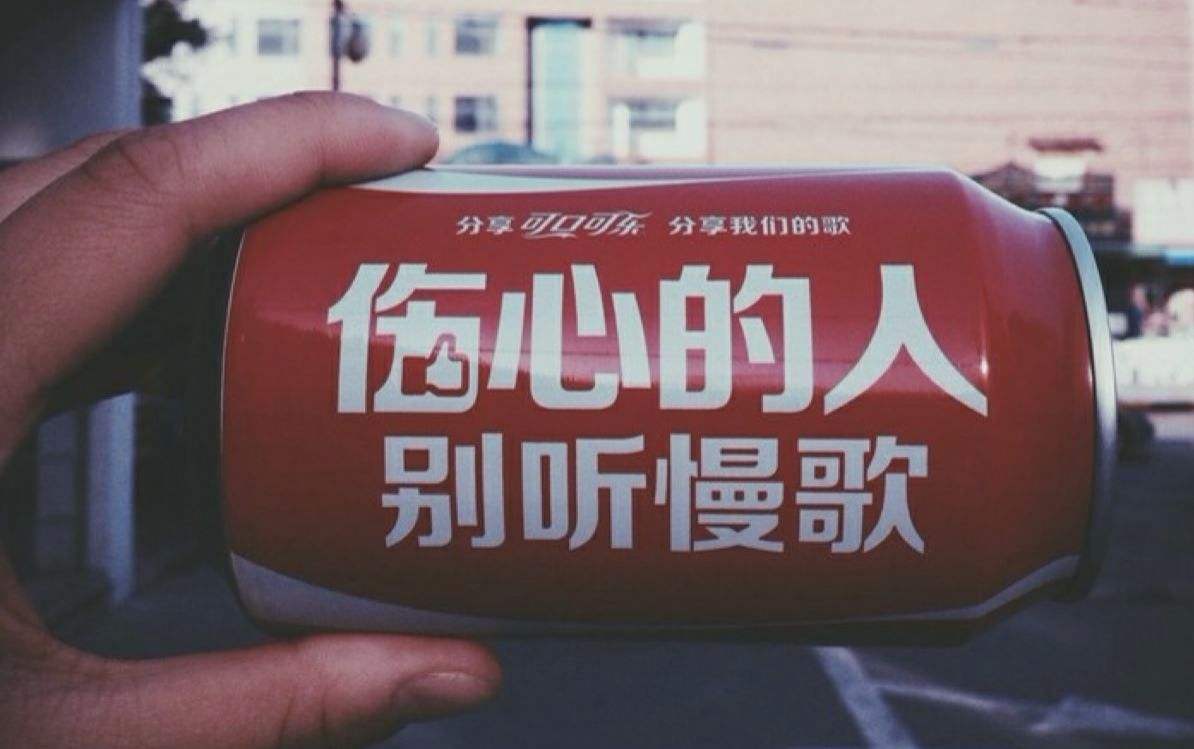 分享 可口可乐 分享我们的歌
伤心的人
别听慢歌